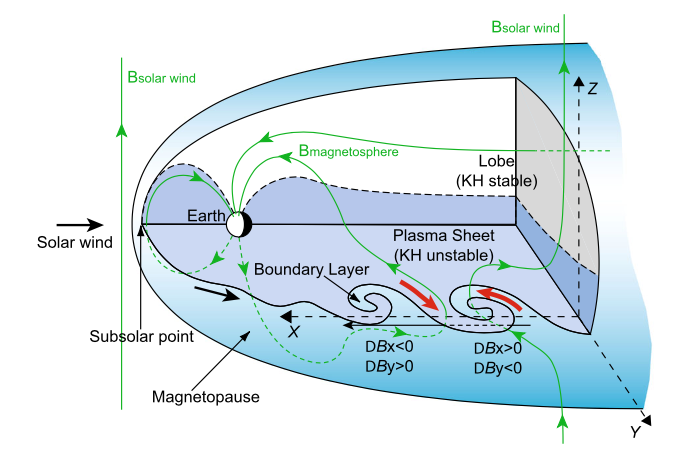 Bsolar wind
Bsolar wind
Z
Bmagnetosphere
Lobe
(KH stable)
Earth
Solar wind
Plasma Sheet
(KH unstable)
Boundary Layer
X
Subsolar point
DBx<0
DBy>0
DBx>0
DBy<0
Magnetopause
Y